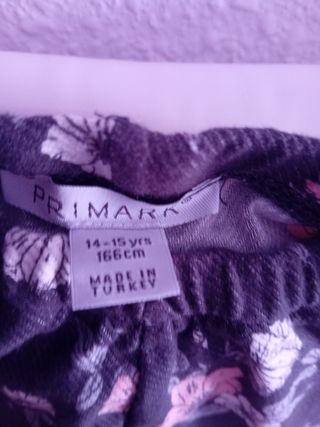 PRIMARK
14-15 yrs
166cm
MADE IN
TURKEY